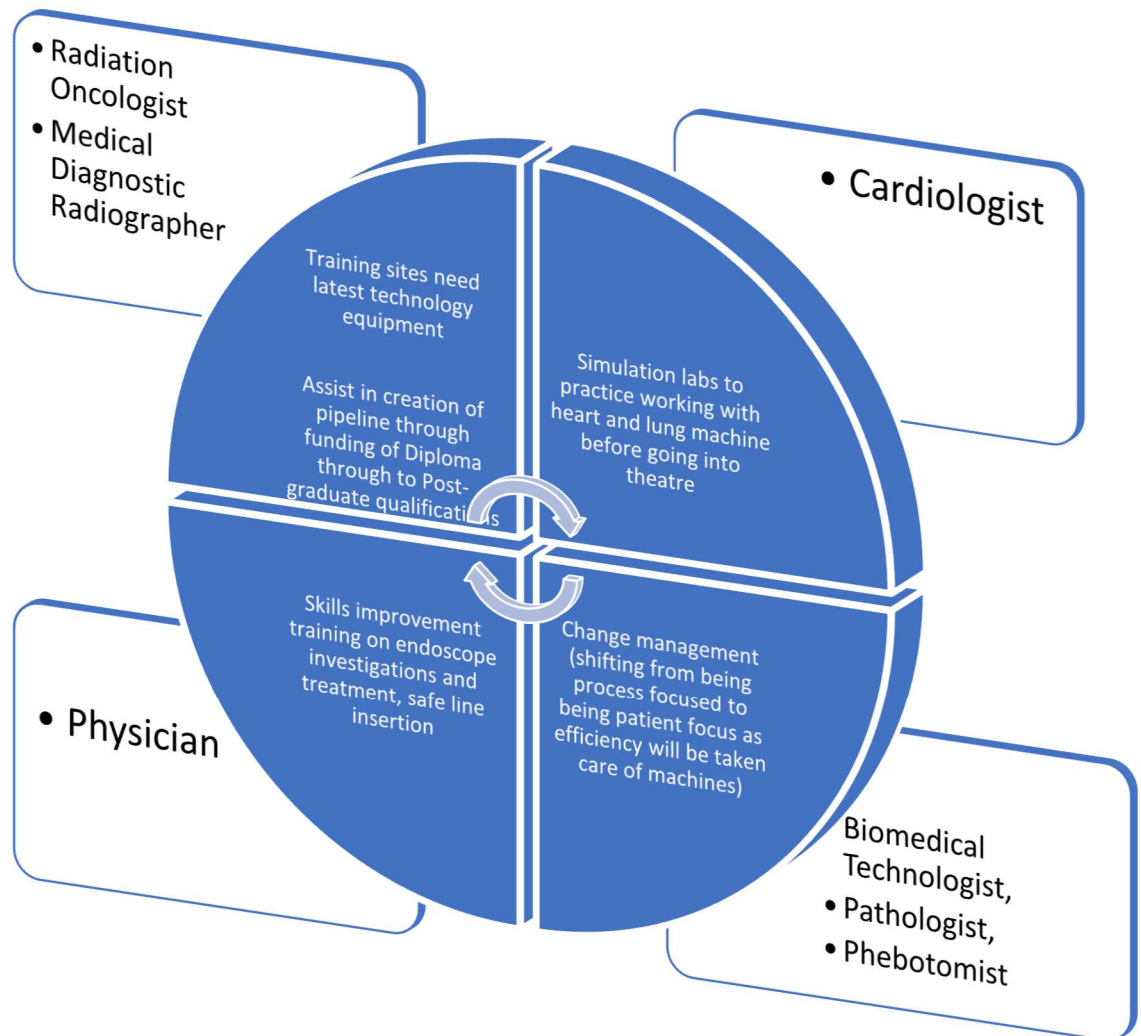 • Radiation
Oncologist
• Medical
Diagnostic
Radiographer
• Cardiologist
Training sites need
latest technology
equipment
Assist in creation of
pipeline through
funding of Diploma
through to Post-
graduate qualifications
Simulation labs to
practice working with
heart and lung machine
before going into
theatre
Skills improvement
training on endoscope
investigations and
treatment, safe line
insertion
Change management
(shifting from being
process focused to
being patient focus as
efficiency will be taken
care of machines)
• Physician
Biomedical
Technologist,
• Pathologist,
• Phebotomist